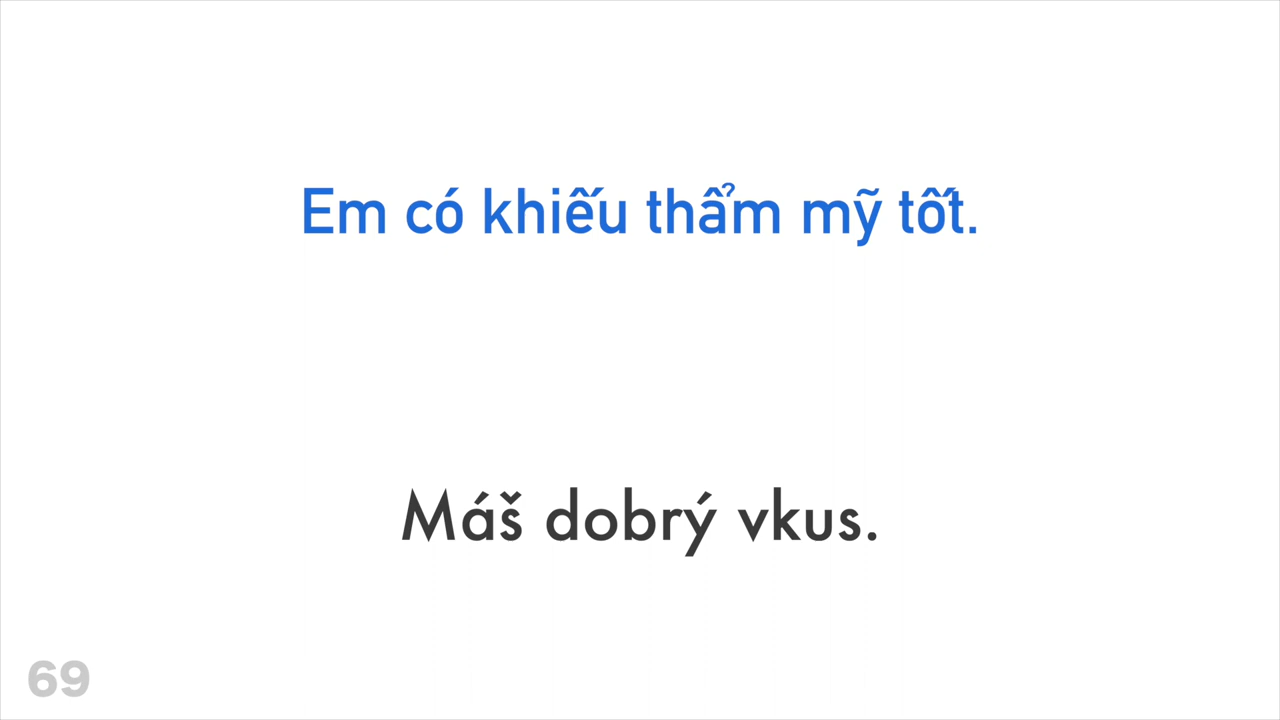 Em có khiếu thẩm mỹ tốt.
Máš dobrý vkus.
69